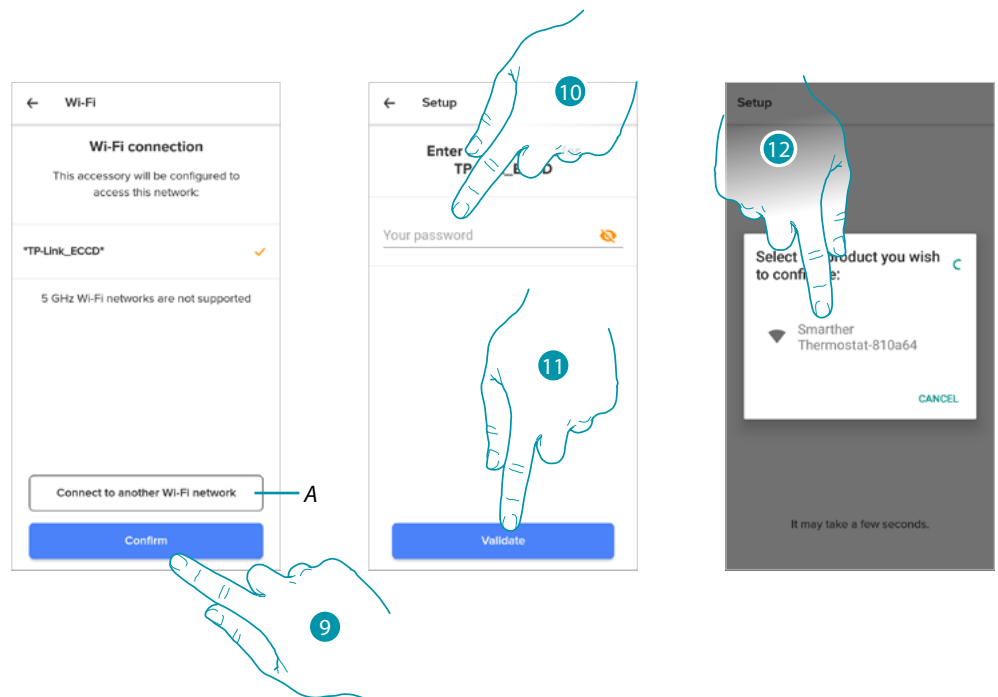 Wi-Fi
Wi-Fi connection
This accessory will be configured to
access this network:
"TP-Link_ECCD"
5 GHz Wi-Fi networks are not supported
Connect to another Wi-Fi network
A
Confirm
9
Setup
10
Enter
TP
_E
D
Your password
11
Validate
Setup
12
Select
product you wish
to
Smarther
Thermostat-810a64
CANCEL
It may take a few seconds.